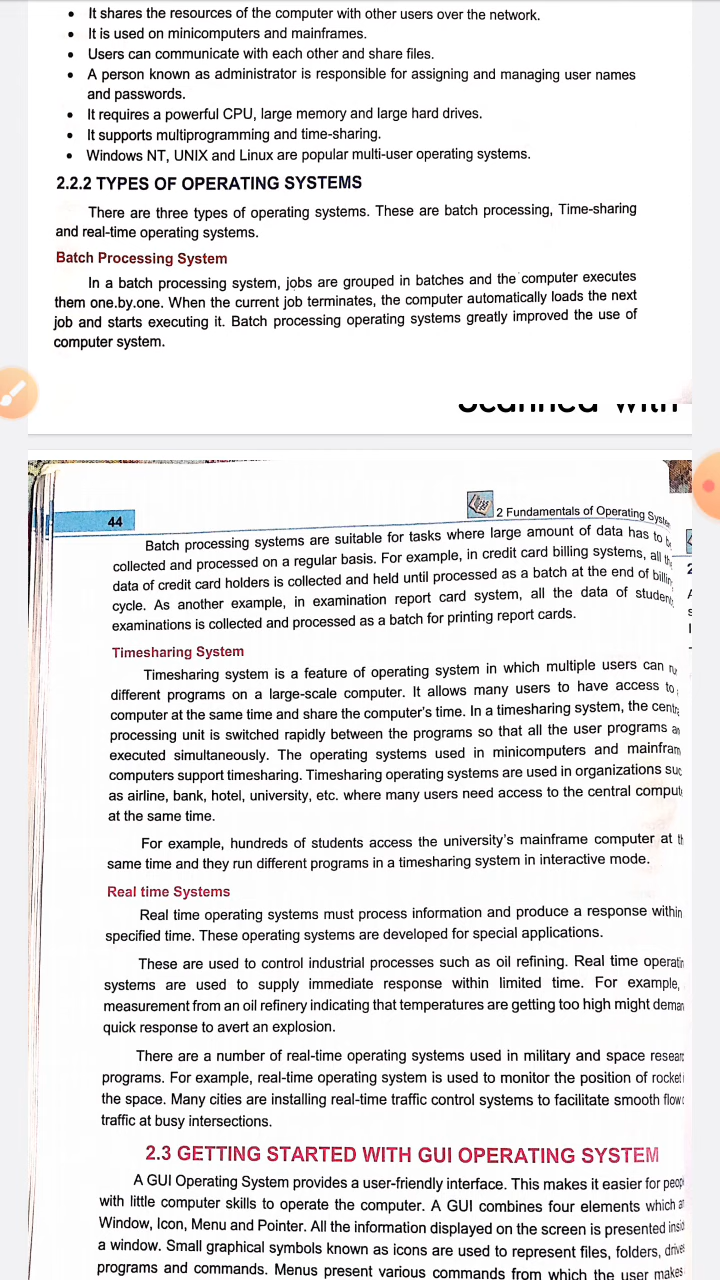 • It shares the resources of the computer with other users over the network.
• It is used on minicomputers and mainframes.
• Users can communicate with each other and share files.
• A person known as administrator is responsible for assigning and managing user names
and passwords.
• It requires a powerful CPU, large memory and large hard drives.
• It supports multiprogramming and time-sharing.
• Windows NT, UNIX and Linux are popular multi-user operating systems.
2.2.2 TYPES OF OPERATING SYSTEMS
There are three types of operating systems. These are batch processing, Time-sharing
and real-time operating systems.
Batch Processing System
In a batch processing system, jobs are grouped in batches and the computer executes
them one.by.one. When the current job terminates, the computer automatically loads the next
job and starts executing it. Batch processing operating systems greatly improved the use of
computer system.
Scanned with
44
2 Fundamentals of Operating Syste
Batch processing systems are suitable for tasks where large amount of data has to b
collected and processed on a regular basis. For example, in credit card billing systems, all th
data of credit card holders is collected and held until processed as a batch at the end of billin
cycle. As another example, in examination report card system, all the data of studen
examinations is collected and processed as a batch for printing report cards.
Timesharing System
Timesharing system is a feature of operating system in which multiple users can ru
different programs on a large-scale computer. It allows many users to have access to
computer at the same time and share the computer's time. In a timesharing system, the centr
processing unit is switched rapidly between the programs so that all the user programs a
executed simultaneously. The operating systems used in minicomputers and mainfram
computers support timesharing. Timesharing operating systems are used in organizations suc
as airline, bank, hotel, university, etc. where many users need access to the central comput
at the same time.
For example, hundreds of students access the university's mainframe computer at th
same time and they run different programs in a timesharing system in interactive mode.
Real time Systems
Real time operating systems must process information and produce a response within
specified time. These operating systems are developed for special applications.
These are used to control industrial processes such as oil refining. Real time operatin
systems are used to supply immediate response within limited time. For example,
measurement from an oil refinery indicating that temperatures are getting too high might deman
quick response to avert an explosion.
There are a number of real-time operating systems used in military and space researc
programs. For example, real-time operating system is used to monitor the position of rocket i
the space. Many cities are installing real-time traffic control systems to facilitate smooth flow o
traffic at busy intersections.
2.3 GETTING STARTED WITH GUI OPERATING SYSTEM
A GUI Operating System provides a user-friendly interface. This makes it easier for peop
with little computer skills to operate the computer. A GUI combines four elements which a
Window, Icon, Menu and Pointer. All the information displayed on the screen is presented insid
a window. Small graphical symbols known as icons are used to represent files, folders, drives
programs and commands. Menus present various commands from which the user makes